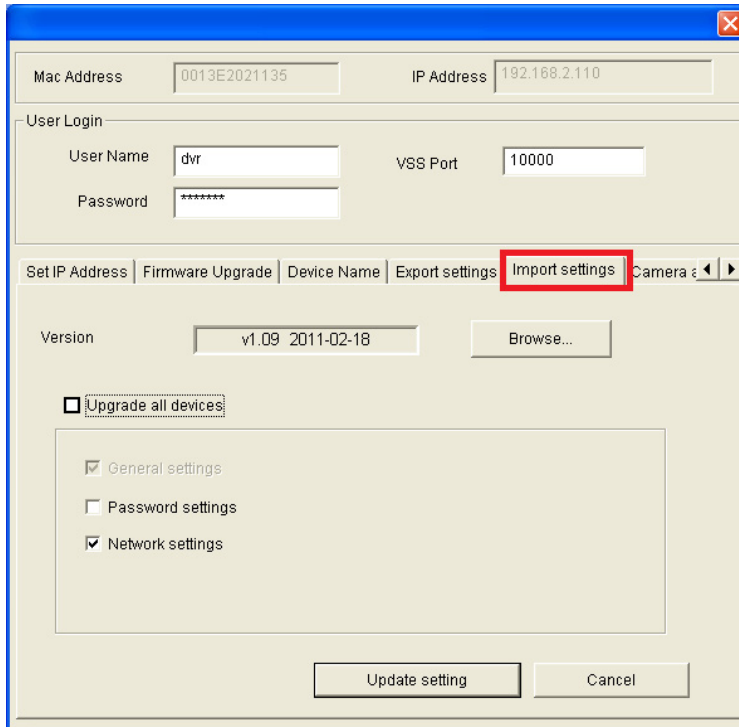 Mac Address 0013E2021135 IP Address 192.168.2.110
User Login
User Name dvr VSS Port 10000
Password *******
Set IP Address Firmware Upgrade Device Name Export settings Import settings Camera
Version v1.09 2011-02-18 Browse...
Upgrade all devices
General settings
Password settings
Network settings
Update setting Cancel